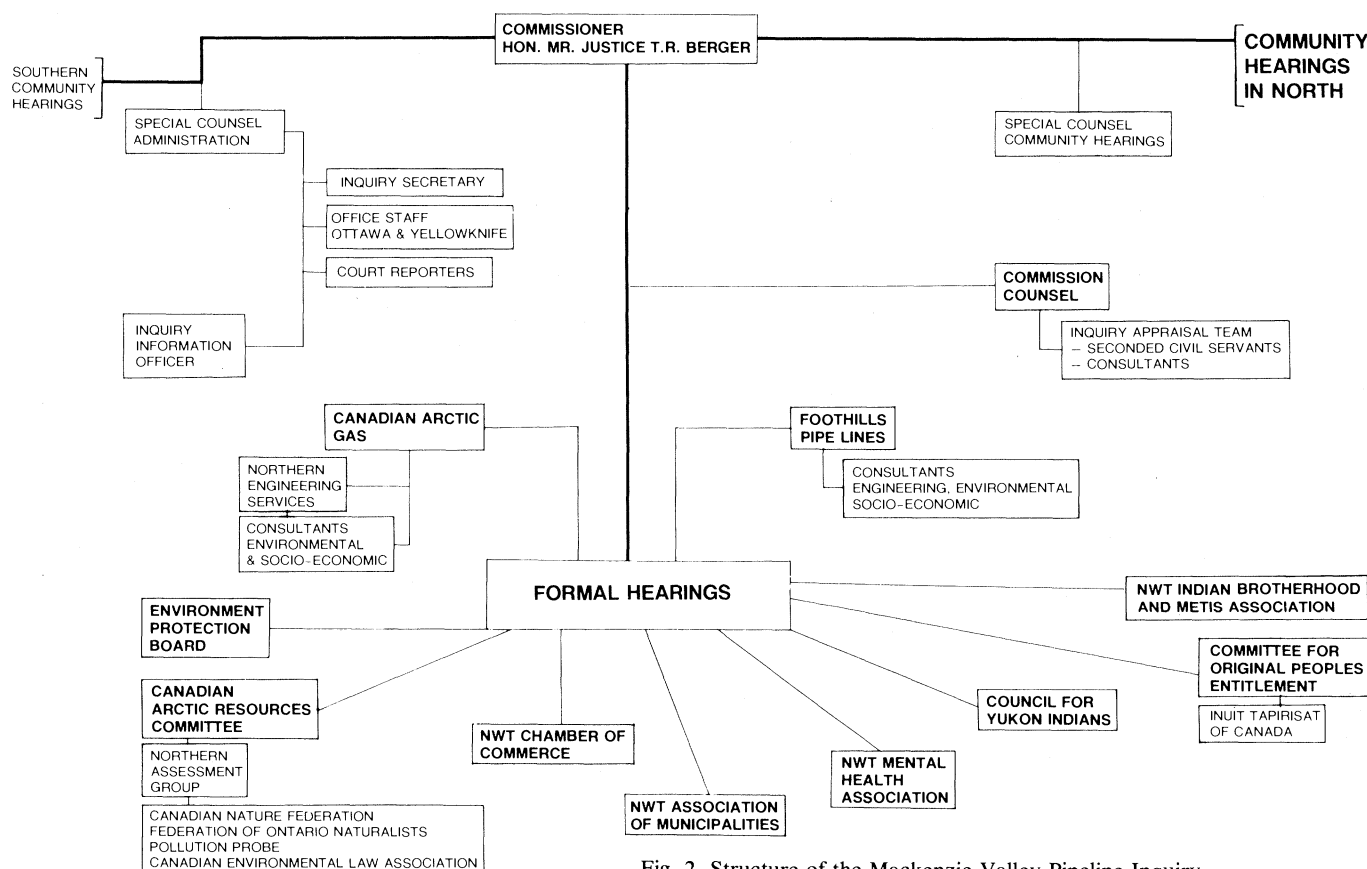 COMMISSIONER
HON. MR. JUSTICE T.R. BERGER
SOUTHERN
COMMUNITY
HEARINGS
COMMUNITY
HEARINGS
IN NORTH
SPECIAL COUNSEL
ADMINISTRATION
SPECIAL COUNSEL
COMMUNITY HEARINGS
INQUIRY SECRETARY
OFFICE STAFF
OTTAWA & YELLOWKNIFE
COURT REPORTERS
INQUIRY
INFORMATION
OFFICER
COMMISSION
COUNSEL
INQUIRY APPRAISAL TEAM
– SECONDED CIVIL SERVANTS
– CONSULTANTS
CANADIAN ARCTIC
GAS
NORTHERN
ENGINEERING
SERVICES
CONSULTANTS
ENVIRONMENTAL
& SOCIO-ECONOMIC
FOOTHILLS
PIPE LINES
CONSULTANTS
ENGINEERING, ENVIRONMENTAL
SOCIO-ECONOMIC
FORMAL HEARINGS
ENVIRONMENT
PROTECTION
BOARD
CANADIAN
ARCTIC RESOURCES
COMMITTEE
NORTHERN
ASSESSMENT
GROUP
CANADIAN NATURE FEDERATION
FEDERATION OF ONTARIO NATURALISTS
POLLUTION PROBE
CANADIAN ENVIRONMENTAL LAW ASSOCIATION
NWT CHAMBER OF
COMMERCE
NWT ASSOCIATION
OF MUNICIPALITIES
NWT MENTAL
HEALTH
ASSOCIATION
COUNCIL FOR
YUKON INDIANS
NWT INDIAN BROTHERHOOD
AND METIS ASSOCIATION
COMMITTEE FOR
ORIGINAL PEOPLES
ENTITLEMENT
INUIT TAPIRISAT
OF CANADA
Fig. 2. Structure of the Mackenzie Valley Pipeline Inquiry